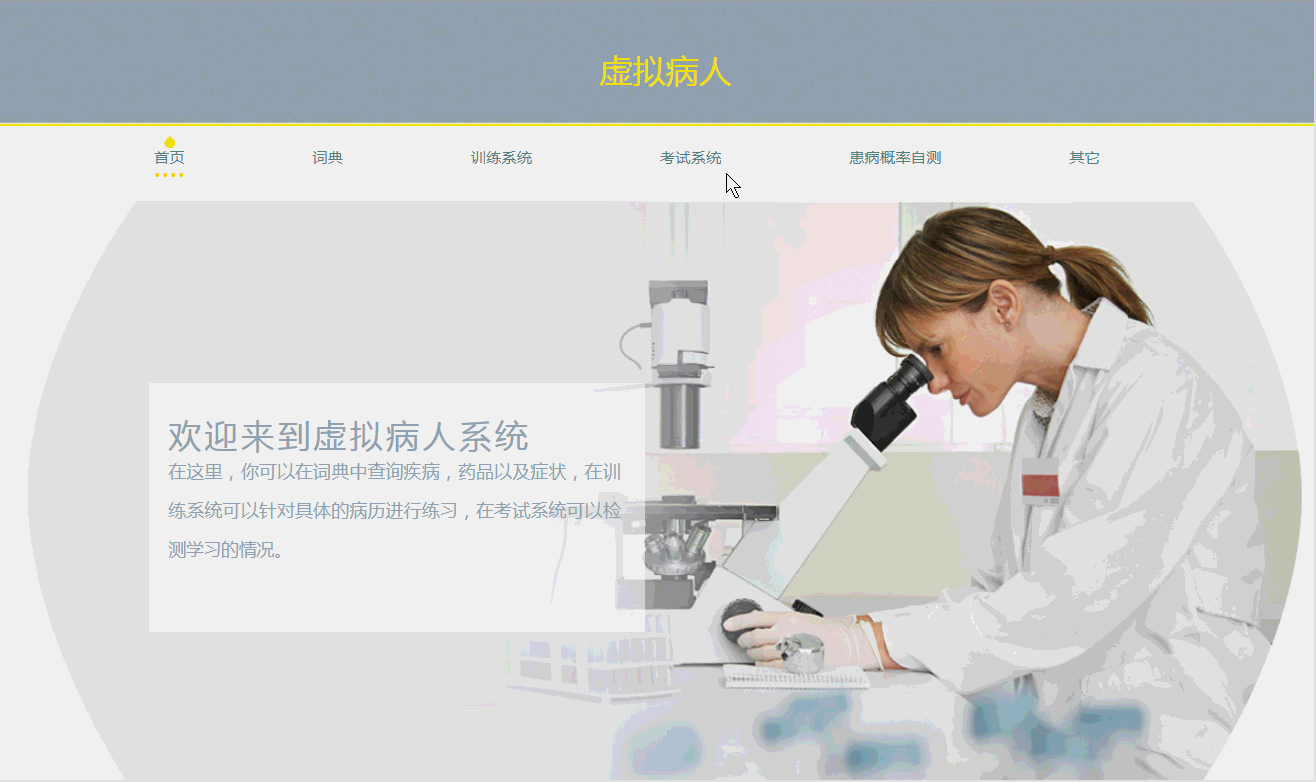 虚拟病人
首页
词典
训练系统
考试系统
患病概率自测
其它
欢迎来到虚拟病人系统
在这里，你可以在词典中查询疾病，药品以及症状，在训
练系统可以针对具体的病历进行练习，在考试系统可以检
测学习的情况。